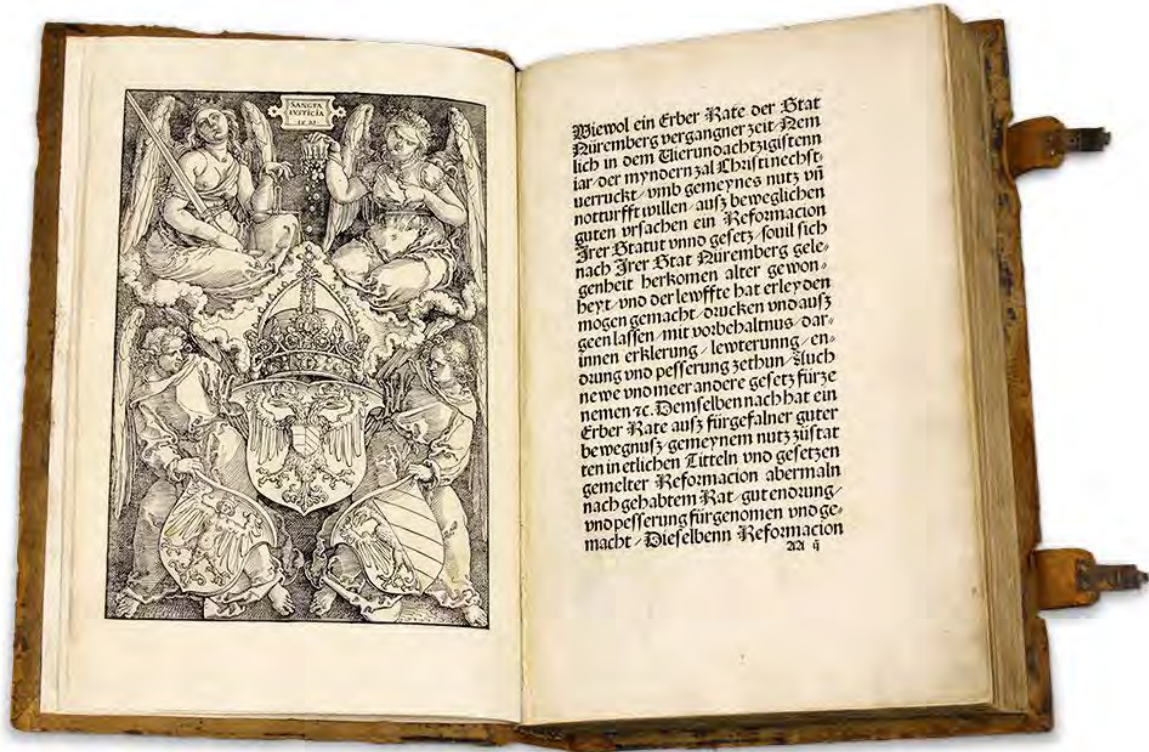 SANCTA
IVSTICIA
1521
Wiewol ein Erber Rate der Stat
Nüremberg vergangner zeit⸗Nem
lich in dem Vierundachtzigistenn
iar⸗der myndern zal Christi nechst⸗
uerruckt⸗vmb gemeynes nutz vn̄
notturfft willen⸗ausz beweglichen
guten vrsachen ein Reformacion
Irer Statut vnnd gesetz⸗souil sich
nach Irer Stat Nüremberg gele⸗
genheit herkomen alter gewon⸗
heyt⸗vnd der lewffte hat erleyden
mogen gemacht⸗drucken vnd ausz
geen lassen⸗mit vorbehaltnus⸗dar⸗
innen erklerung⸗lewterunng⸗en⸗
drung vnd pesserung zethun⸗Auch
newe vnd meer andere gesetz fürze
nemen ⁊c. Demselben nach hat ein
Erber Rate ausz fürgefalner guter
bewegnusz⸗gemeynem nutz zůstat
ten in etlichen Titteln vnd gesetzen
gemelter Reformacion abermaln
nach gehabtem Rat⸗gut endrung⸗
vnd pesserung fürgenomen vnd ge⸗
macht⸗Dieselbenn Reformacion